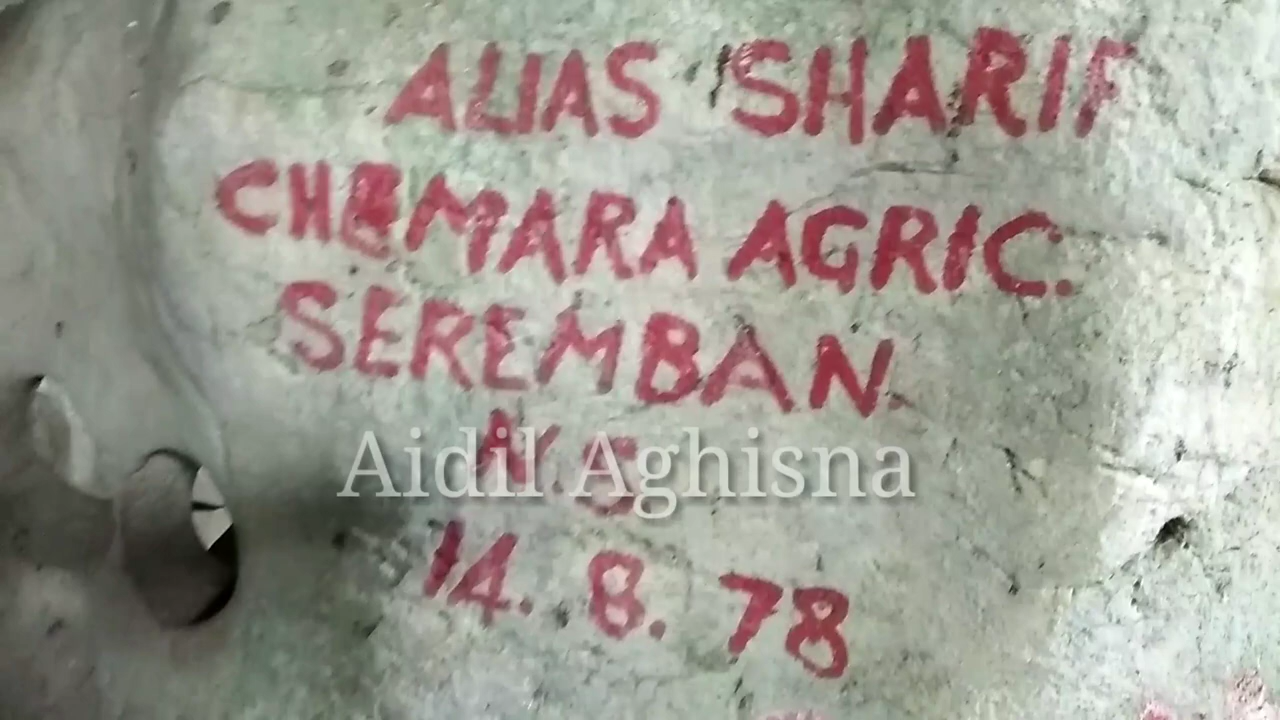 ALIAS SHARIF
CHEMARA AGRIC.
SEREMBAN.
N.S
Aidil Aghisna
14. 8. 78